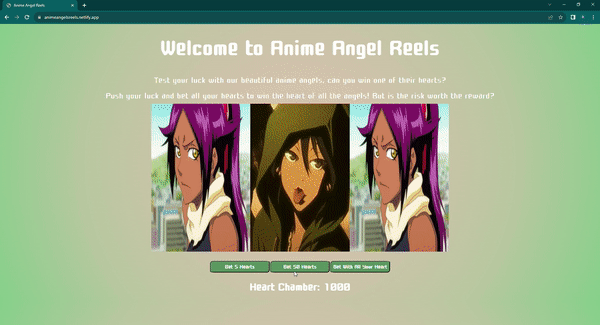 Anime Angel Reels
animeangelsreels.netlify.app
Welcome to Anime Angel Reels
Test your luck with our beautiful anime angels, can you win one of their hearts?
Push your luck and bet all your hearts to win the heart of all the angels! But is the risk worth the reward?
Bet 5 Hearts
Bet 50 Hearts
Bet With All Your Heart
Heart Chamber: 1000